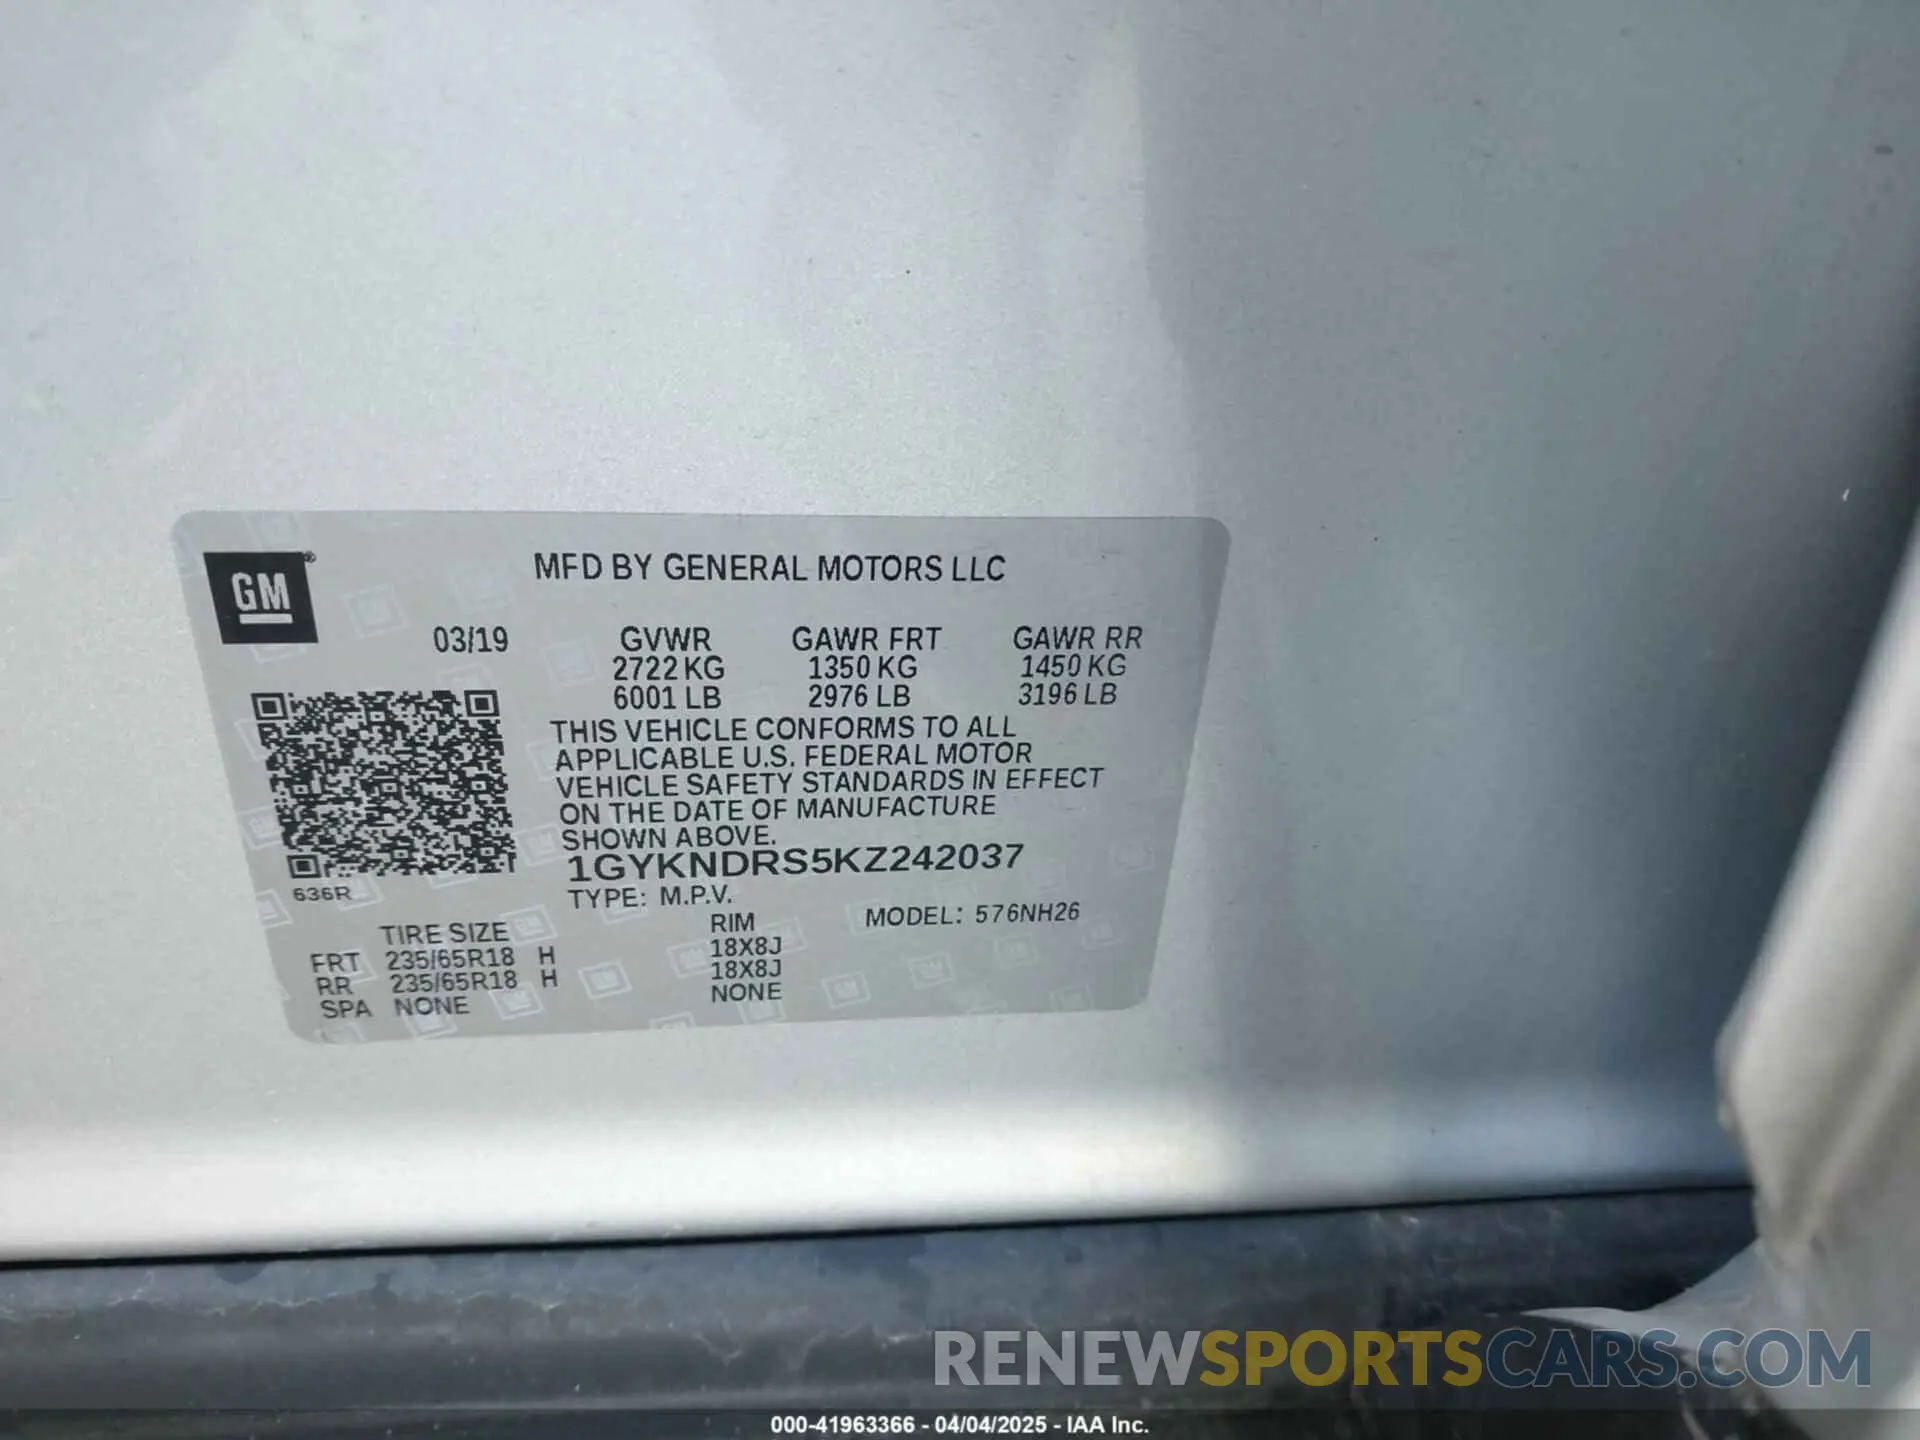 GM ®
MFD BY GENERAL MOTORS LLC
03/19 GVWR GAWR FRT GAWR RR
2722 KG 1350 KG 1450 KG
6001 LB 2976 LB 3196 LB
THIS VEHICLE CONFORMS TO ALL
APPLICABLE U.S. FEDERAL MOTOR
VEHICLE SAFETY STANDARDS IN EFFECT
ON THE DATE OF MANUFACTURE
SHOWN ABOVE.
1GYKNDRS5KZ242037
636R
TYPE: M.P.V.
MODEL: 576NH26
TIRE SIZE RIM
FRT 235/65R18 H 18X8J
RR 235/65R18 H 18X8J
SPA NONE NONE
RENEWSPORTSCARS.COM
000-41963366 - 04/04/2025 - IAA Inc.